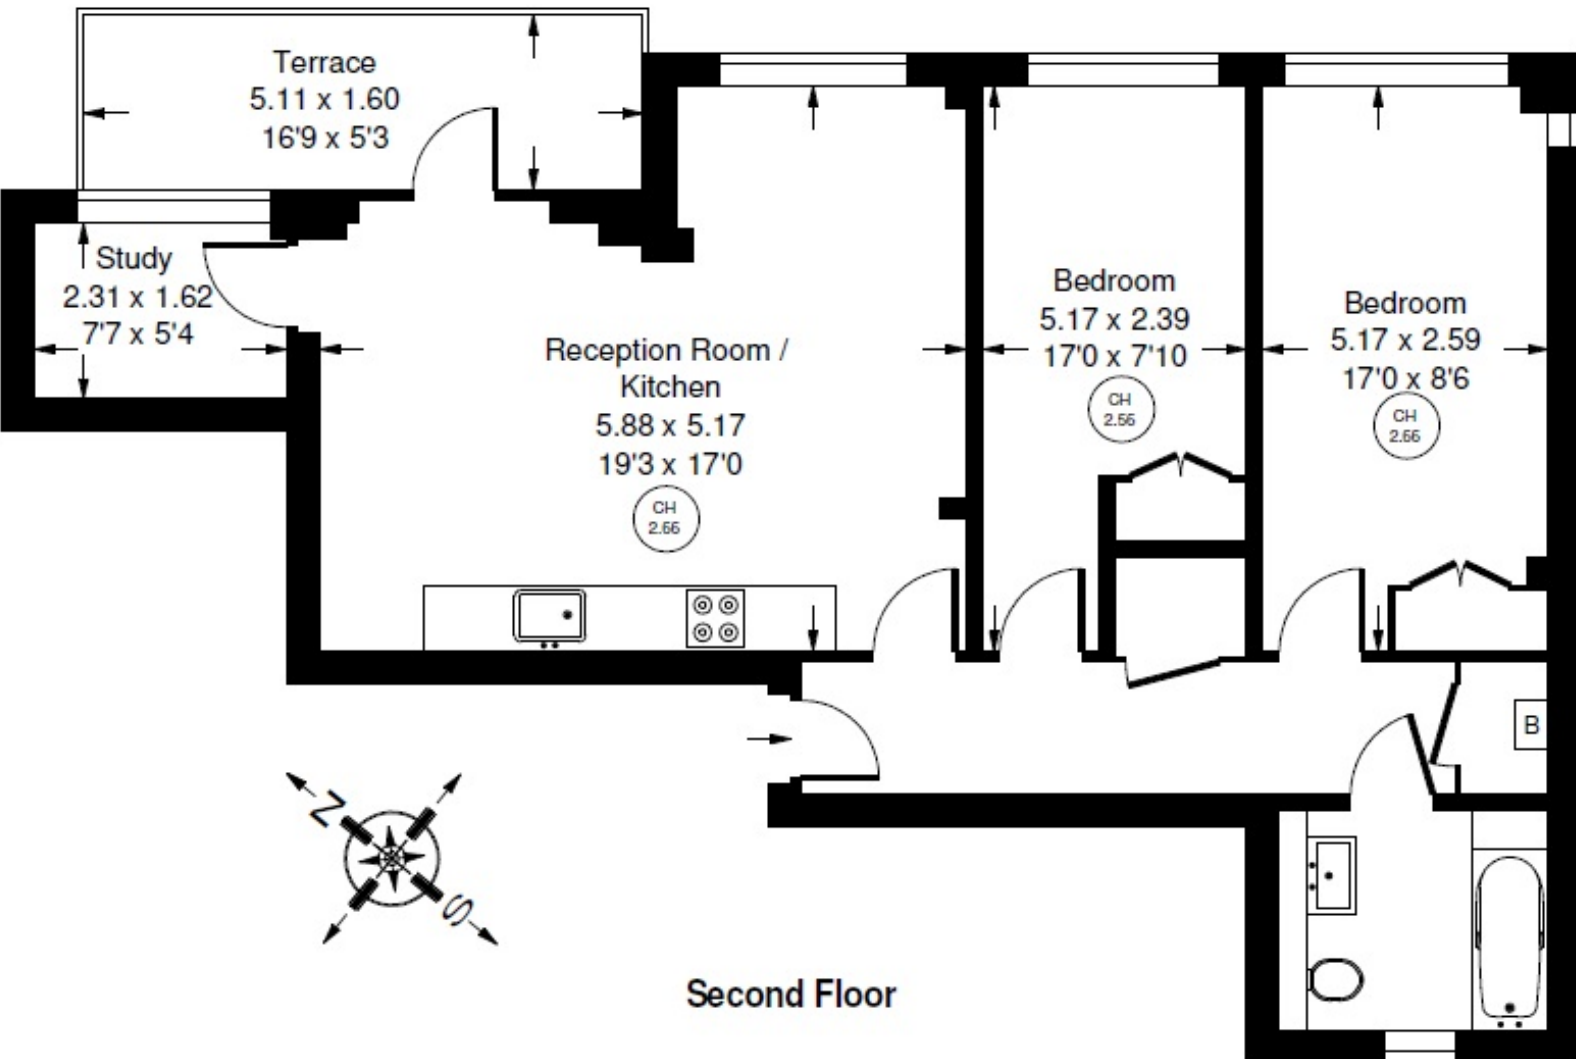 Terrace
5.11 x 1.60
16'9 x 5'3
Study
2.31 x 1.62
7'7 x 5'4
Reception Room /
Kitchen
5.88 x 5.17
19'3 x 17'0
CH
2.56
Bedroom
5.17 x 2.39
17'0 x 7'10
CH
2.56
Bedroom
5.17 x 2.59
17'0 x 8'6
CH
2.56
B
N
S
Second Floor